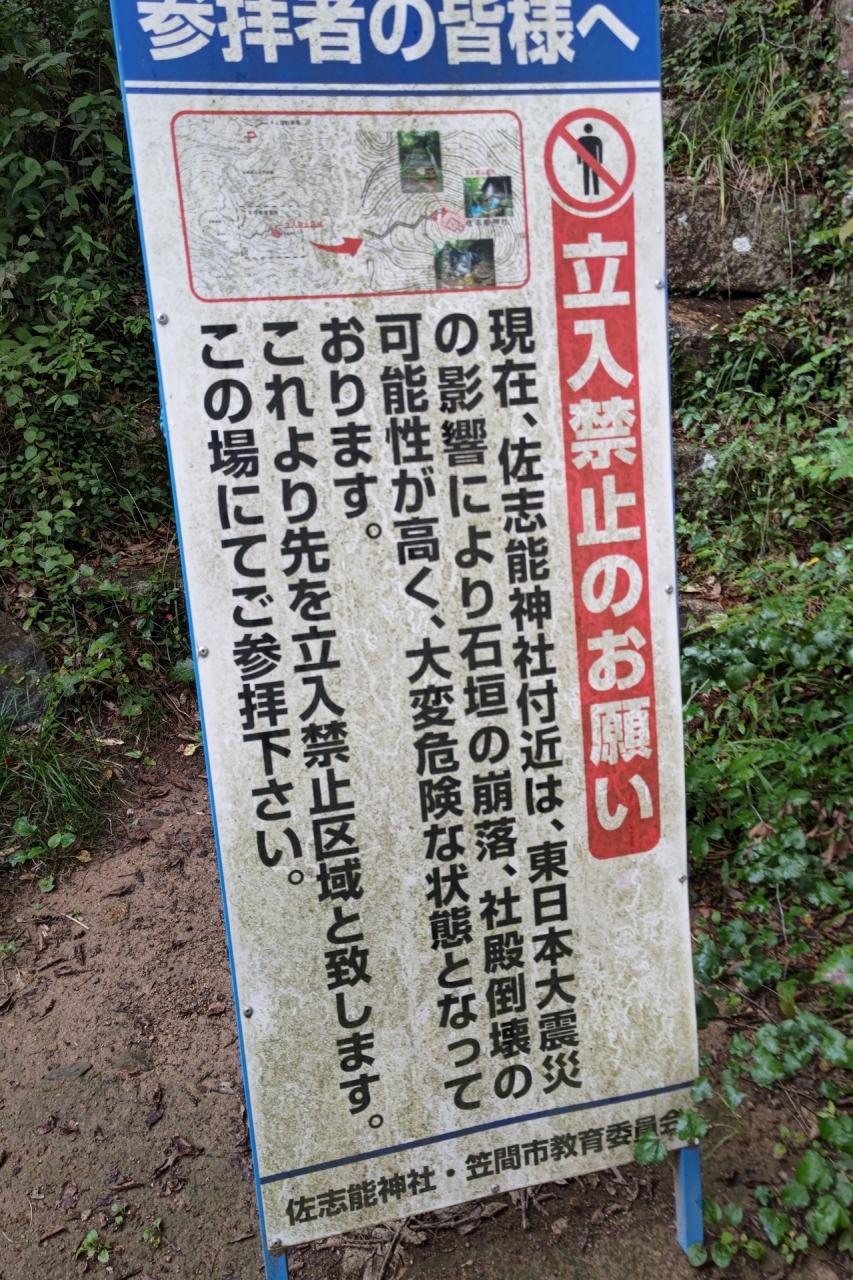 参拝者の皆様へ
立入禁止のお願い
現在、佐志能神社付近は、東日本大震災
の影響により石垣の崩落、社殿倒壊の
可能性が高く、大変危険な状態となって
おります。
これより先を立入禁止区域と致します。
この場にてご参拝下さい。
佐志能神社・笠間市教育委員会